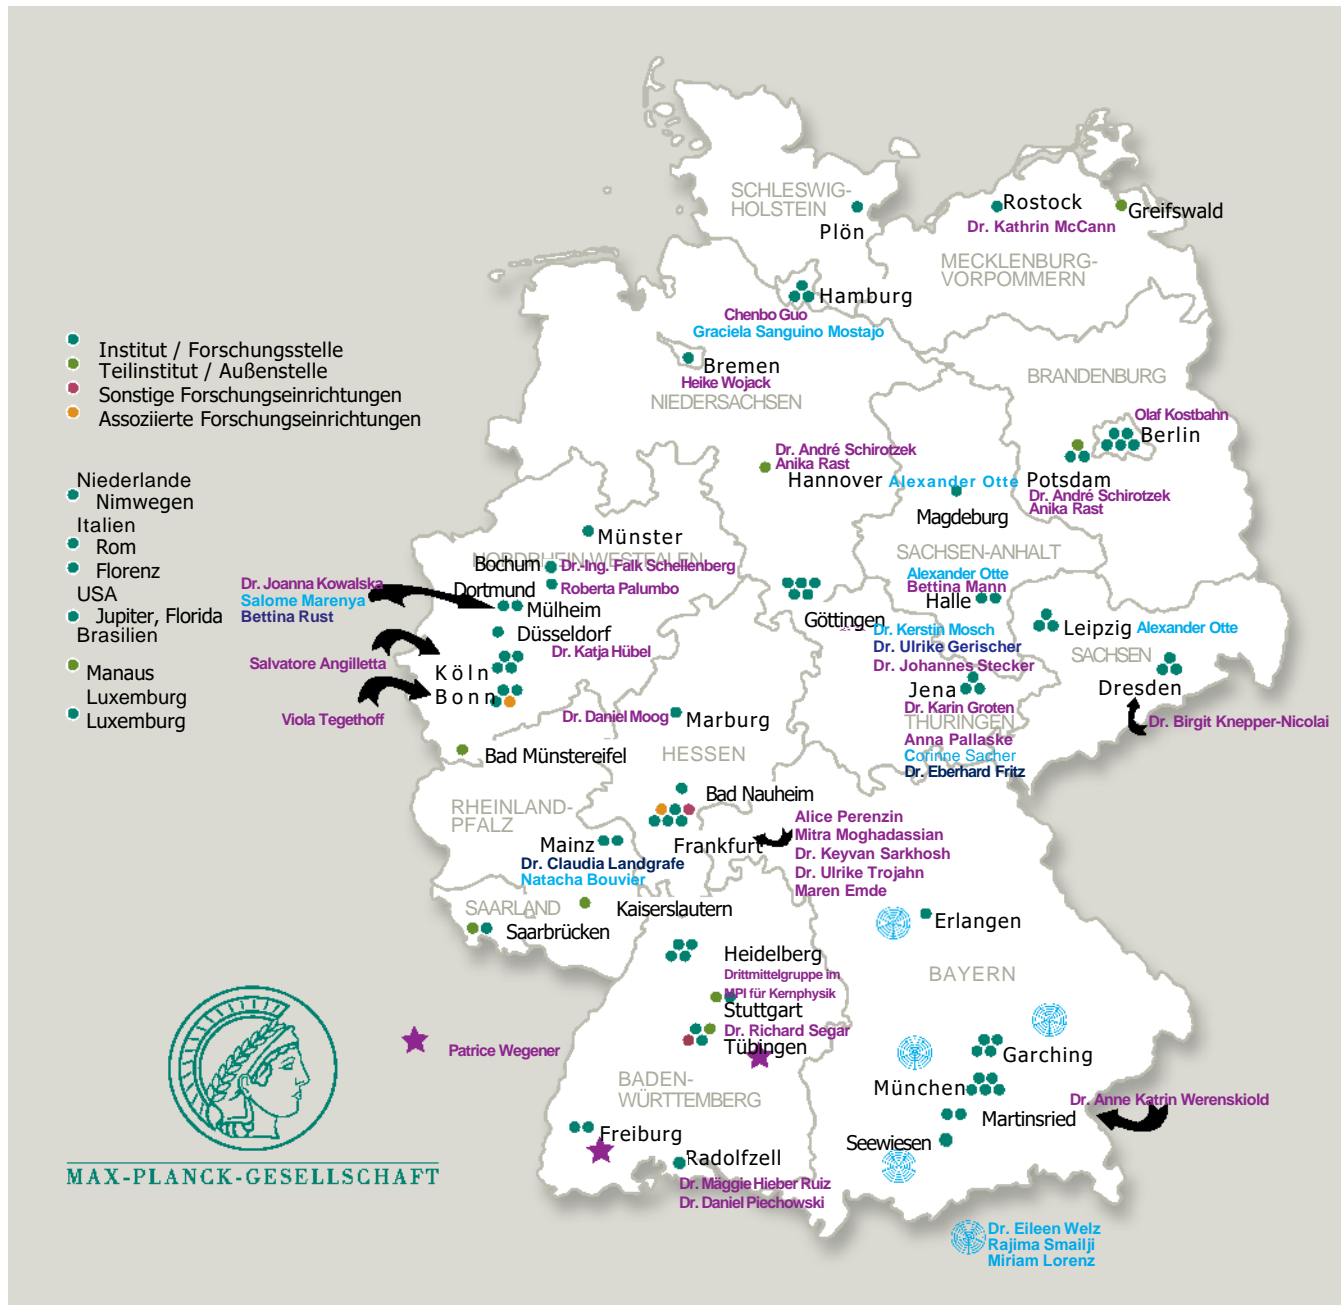 SCHLESWIG-
HOLSTEIN
Plön
Rostock
Dr. Kathrin McCann
Greifswald
MECKLENBURG-
VORPOMMERN
Hamburg
Chenbo Guo
Graciela Sanguino Mostajo
Bremen
Heike Wojack
NIEDERSACHSEN
BRANDENBURG
Olaf Kostbahn
Berlin
Institut / Forschungsstelle
Teilinstitut / Außenstelle
Sonstige Forschungseinrichtungen
Assoziierte Forschungseinrichtungen
Dr. André Schirotzek
Anika Rast
Hannover
Alexander Otte
Potsdam
Dr. André Schirotzek
Anika Rast
Magdeburg
Niederlande
Nimwegen
Italien
Rom
Florenz
USA
Jupiter, Florida
Brasilien
Manaus
Luxemburg
Luxemburg
Münster
NORDRHEIN-WESTFALEN
Bochum
Dr.-Ing. Falk Schellenberg
Dortmund
Roberta Palumbo
Dr. Joanna Kowalska
Salome Marenya
Bettina Rust
Mülheim
Düsseldorf
Dr. Katja Hübel
Salvatore Angilletta
Köln
Bonn
Viola Tegethoff
SACHSEN-ANHALT
Alexander Otte
Bettina Mann
Halle
Göttingen
Dr. Kerstin Mosch
Dr. Ulrike Gerischer
Dr. Johannes Stecker
Leipzig
Alexander Otte
SACHSEN
Dresden
Dr. Birgit Knepper-Nicolai
Jena
Dr. Karin Groten
THÜRINGEN
Anna Pallaske
Corinne Sacher
Dr. Eberhard Fritz
Dr. Daniel Moog
Marburg
HESSEN
Bad Münstereifel
RHEINLAND-
PFALZ
Bad Nauheim
Mainz
Dr. Claudia Landgrafe
Natacha Bouvier
Frankfurt
Alice Perenzin
Mitra Moghadassian
Dr. Keyvan Sarkhosh
Dr. Ulrike Trojahn
Maren Emde
SAARLAND
Kaiserslautern
Saarbrücken
Erlangen
BAYERN
Heidelberg
Drittmittelgruppe im
MPI für Kernphysik
Stuttgart
Dr. Richard Segar
Tübingen
Patrice Wegener
BADEN-
WÜRTTEMBERG
Garching
München
Martinsried
Dr. Anne Katrin Werenskiold
Seewiesen
Freiburg
Radolfzell
Dr. Mäggie Hieber Ruiz
Dr. Daniel Piechowski
MAX-PLANCK-GESELLSCHAFT
Dr. Eileen Welz
Rajima Smailji
Miriam Lorenz